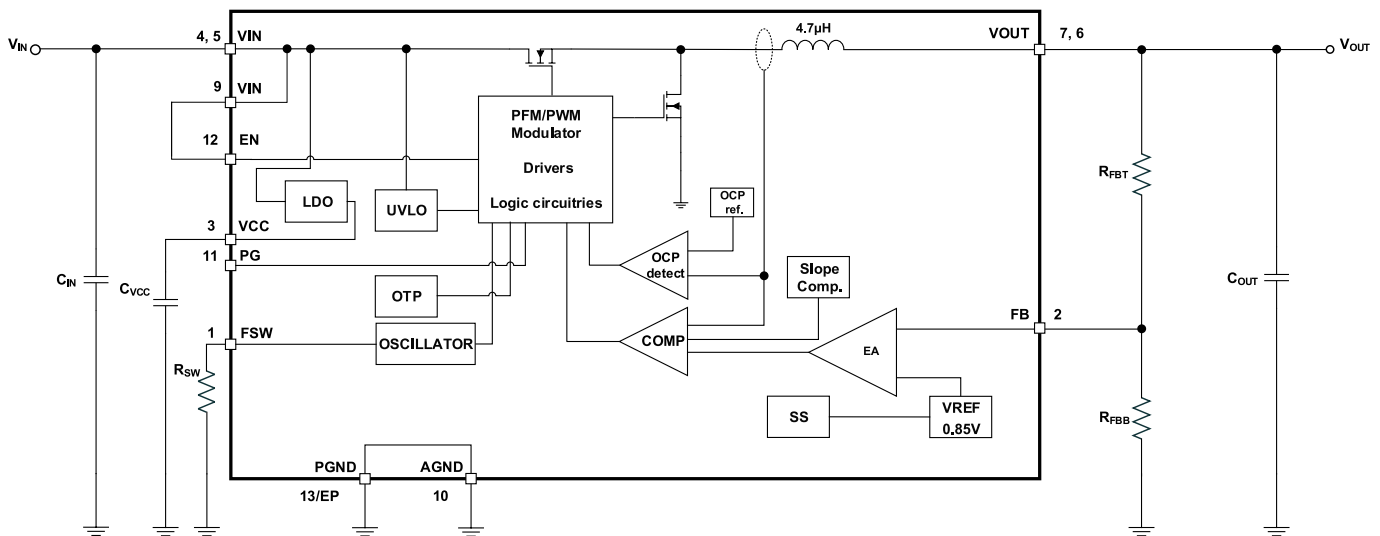 4.7µH
VIN
4, 5
VIN
VOUT
7, 6
VOUT
9
VIN
PFM/PWM
Modulator
Drivers
Logic circuitries
12
EN
RFBT
LDO
UVLO
OCP
ref.
3
VCC
11
PG
OCP
detect
Slope
Comp.
CIN
CVCC
OTP
COUT
1
FSW
OSCILLATOR
COMP
EA
FB
2
RSW
SS
VREF
0.85V
RFBB
PGND
AGND
13/EP
10